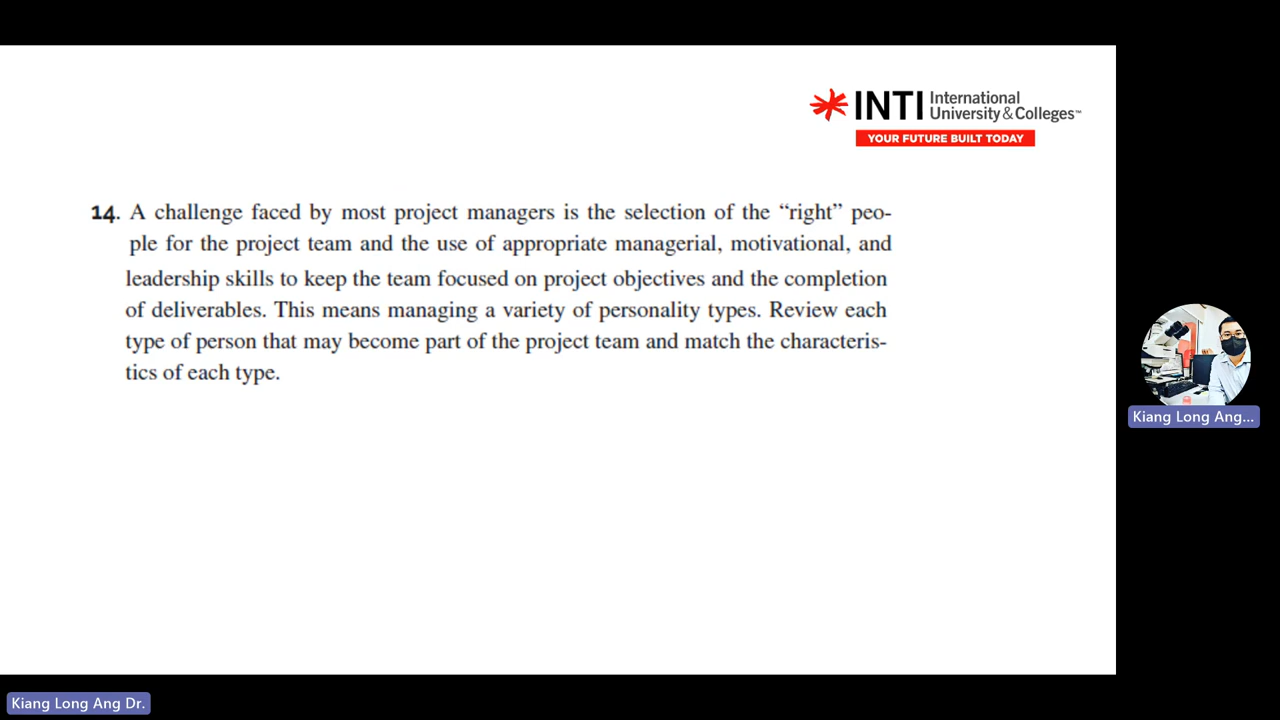 INTI International
University & Colleges™
YOUR FUTURE BUILT TODAY
14. A challenge faced by most project managers is the selection of the “right” peo-
ple for the project team and the use of appropriate managerial, motivational, and
leadership skills to keep the team focused on project objectives and the completion
of deliverables. This means managing a variety of personality types. Review each
type of person that may become part of the project team and match the characteris-
tics of each type.
Kiang Long Ang...
Kiang Long Ang Dr.